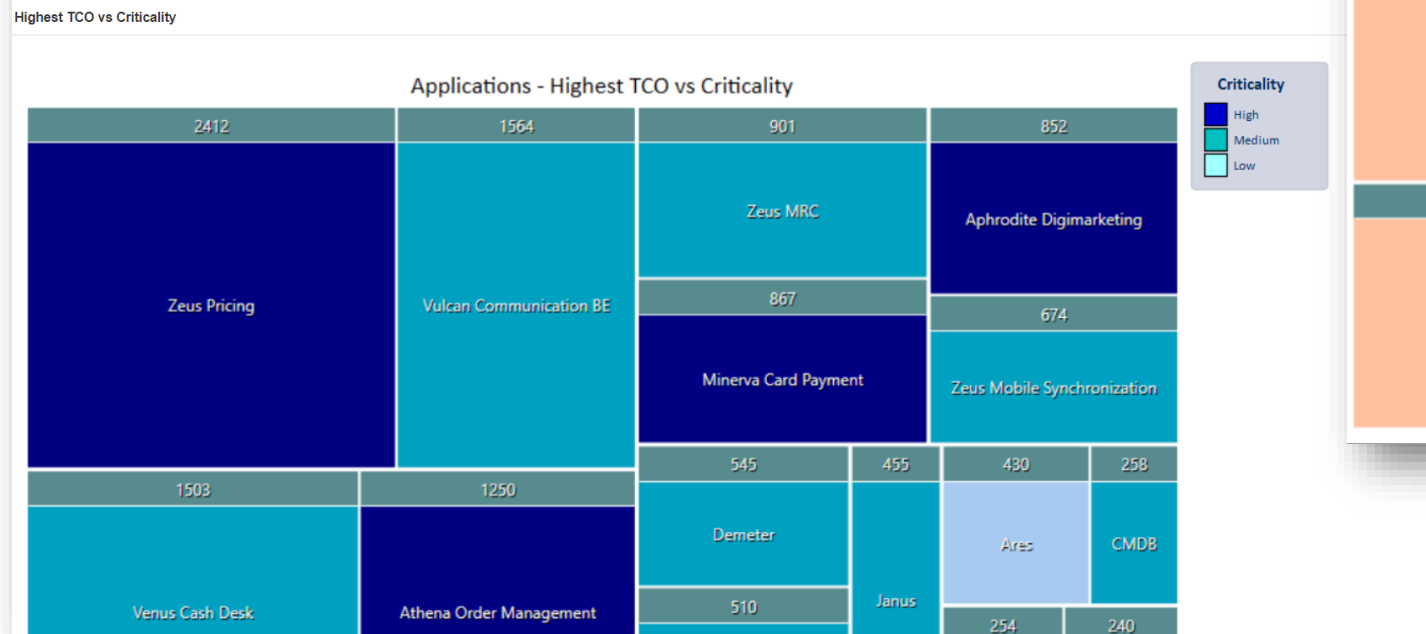 Highest TCO vs Criticality
Applications - Highest TCO vs Criticality
Criticality
High
Medium
Low
2412
1564
901
852
Zeus Pricing
Vulcan Communication BE
Zeus MRC
Aphrodite Digimarketing
867
674
Minerva Card Payment
Zeus Mobile Synchronization
1503
1250
545
455
430
258
Venus Cash Desk
Athena Order Management
Demeter
Janus
Ares
CMDB
510
254
240